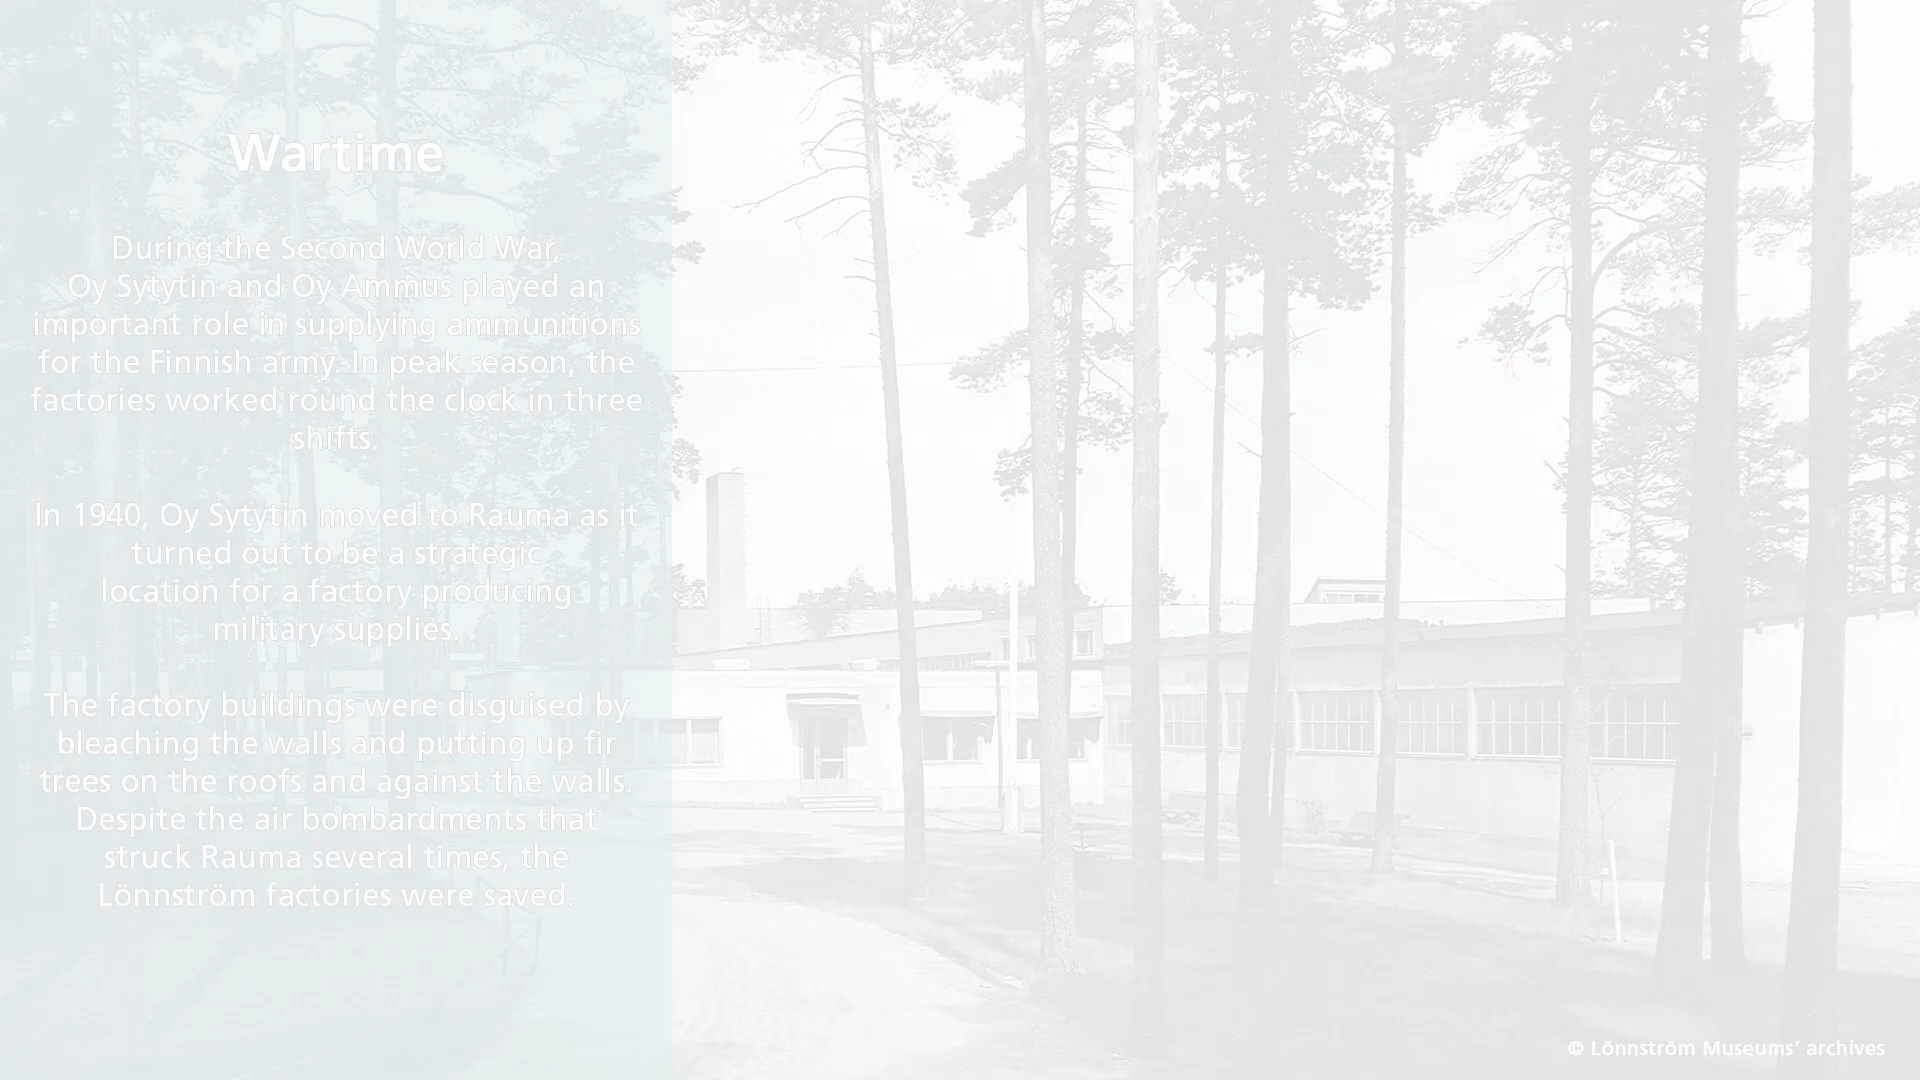 Wartime
During the Second World War,
Oy Sytytin and Oy Ammus played an
important role in supplying ammunitions
for the Finnish army. In peak season, the
factories worked round the clock in three
shifts.
In 1940, Oy Sytytin moved to Rauma as it
turned out to be a strategic
location for a factory producing
military supplies.
The factory buildings were disguised by
bleaching the walls and putting up fir
trees on the roofs and against the walls.
Despite the air bombardments that
struck Rauma several times, the
Lönnström factories were saved.
© Lönnström Museums’ archives